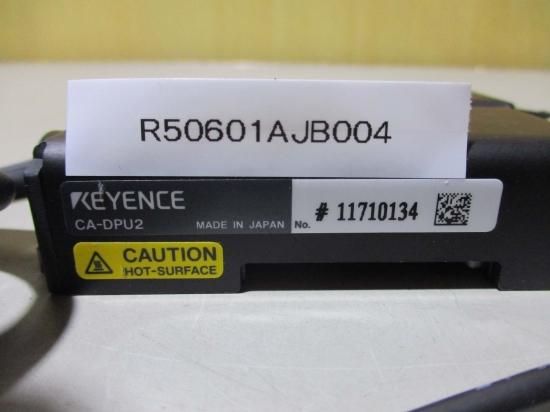 R50601AJB004
KEYENCE
CA-DPU2 MADE IN JAPAN No. # 11710134
CAUTION
HOT-SURFACE